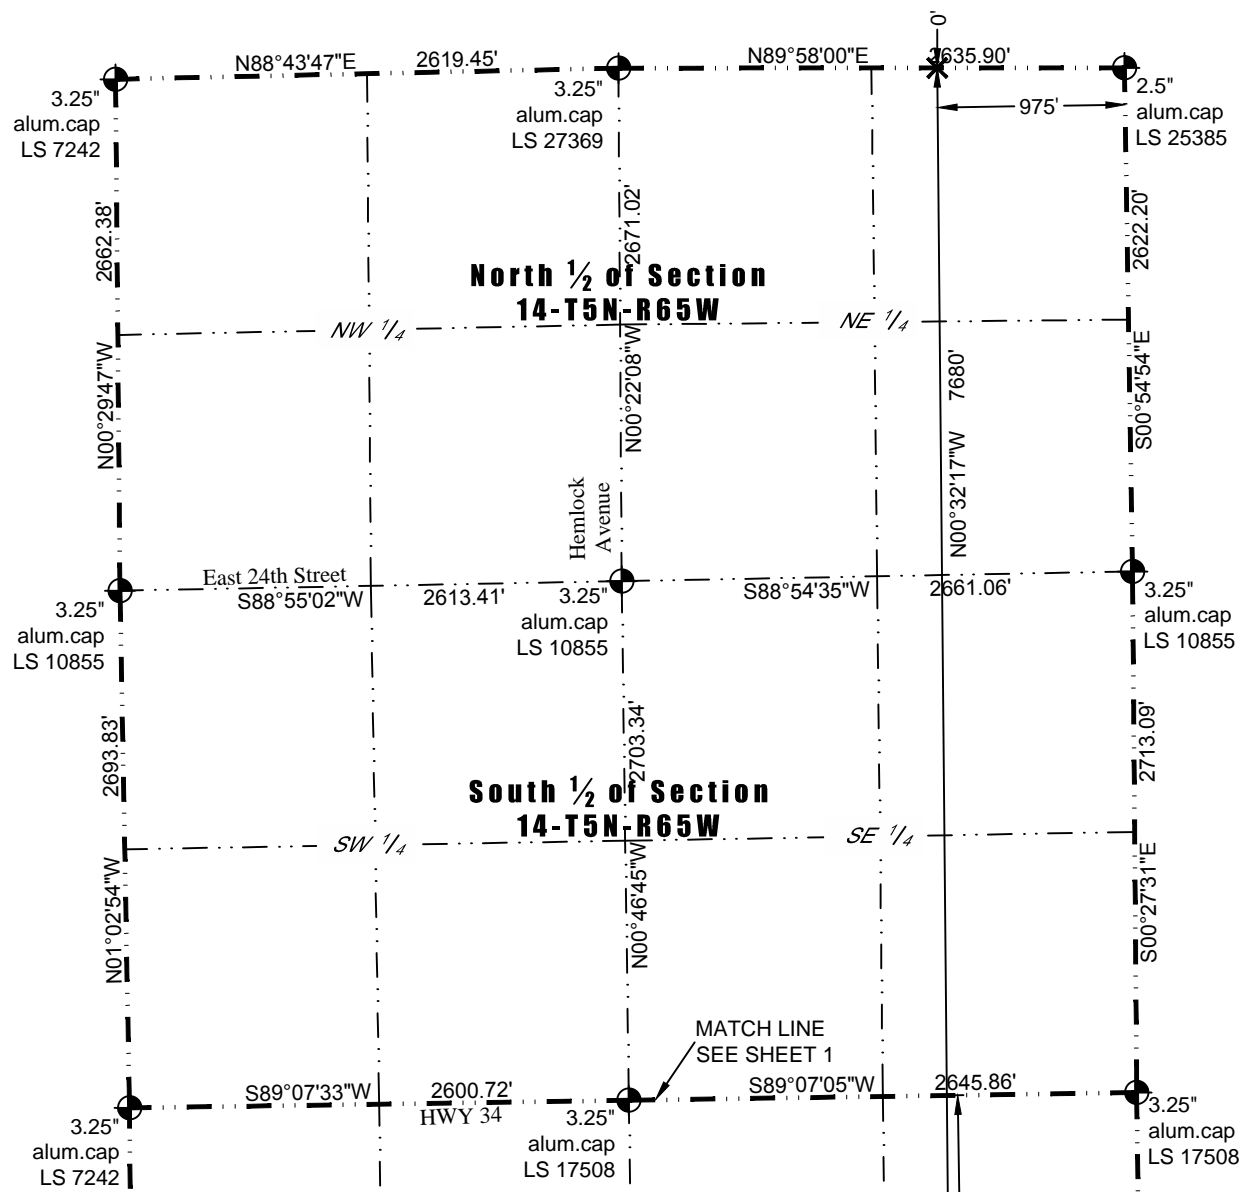 0'
N88°43'47"E 2619.45' N89°58'00"E 2635.90'
3.25"
alum.cap
LS 7242
3.25"
alum.cap
LS 27369
975'
2.5"
alum.cap
LS 25385
2662.38'
2671.02'
2622.20'
North ½ of Section
14-T5N-R65W
NW 1/4
NE 1/4
N00°29'47"W
N00°22'08"W
7680'
N00°32'17"W
S00°54'54"E
Hemlock
Avenue
East 24th Street
S88°55'02"W 2613.41' S88°54'35"W 2661.06'
3.25"
alum.cap
LS 10855
3.25"
alum.cap
LS 10855
3.25"
alum.cap
LS 10855
2693.83'
2703.34'
2713.09'
South ½ of Section
14-T5N-R65W
SW 1/4
SE 1/4
N01°02'54"W
N00°46'45"W
S00°27'31"E
MATCH LINE
SEE SHEET 1
S89°07'33"W 2600.72' S89°07'05"W 2645.86'
HWY 34
3.25"
alum.cap
LS 7242
3.25"
alum.cap
LS 17508
3.25"
alum.cap
LS 17508